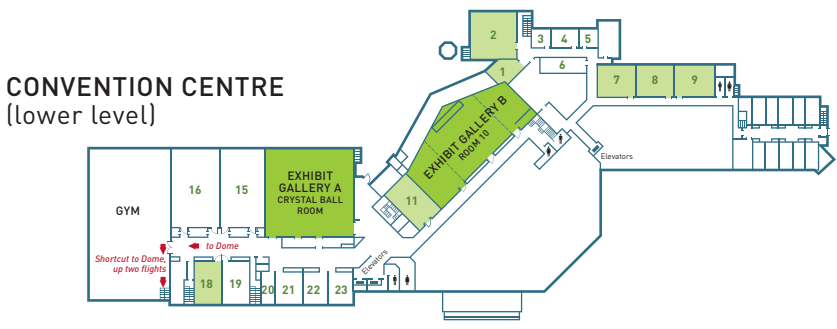 CONVENTION CENTRE
(lower level)
2
3
4
5
1
6
7
8
9
EXHIBIT GALLERY B
ROOM 10
Elevators
16
15
EXHIBIT
GALLERY A
CRYSTAL BALL
ROOM
11
GYM
to Dome
Shortcut to Dome,
up two flights
Elevators
18
19
20
21
22
23